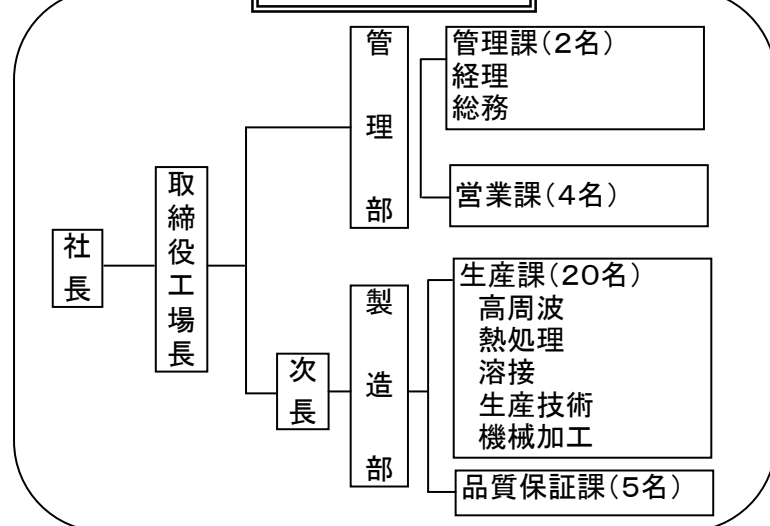 社長
取締役工場長
管理部
管理課(2名)
経理
総務
営業課(4名)
次長
製造部
生産課(20名)
高周波
熱処理
溶接
生産技術
機械加工
品質保証課(5名)